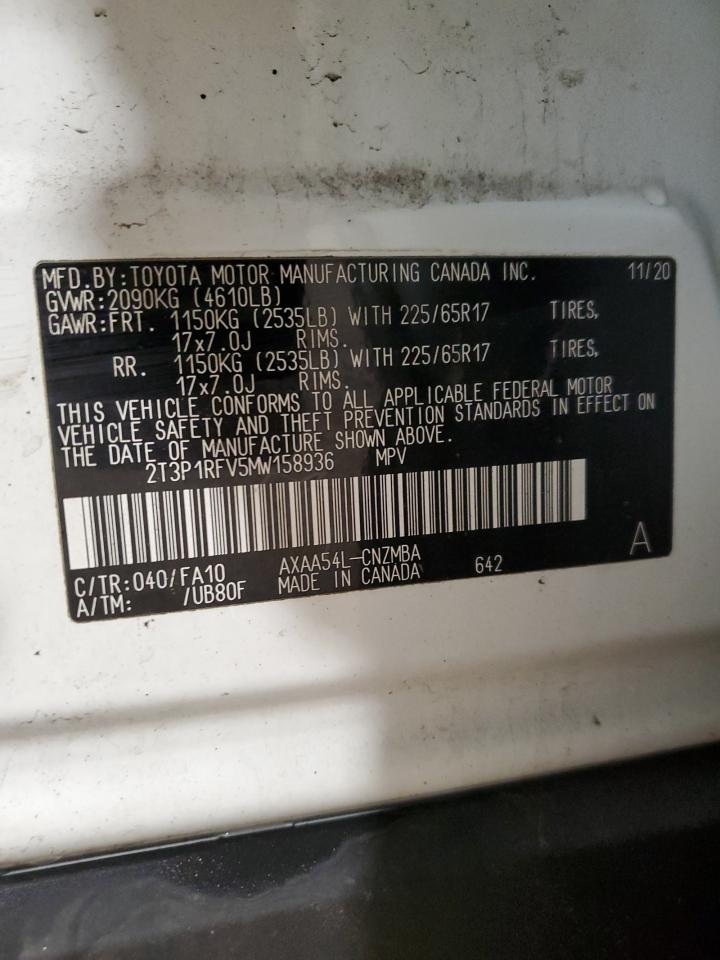 MFD.BY:TOYOTA MOTOR MANUFACTURING CANADA INC. 11/20
GVWR:2090KG (4610LB)
GAWR:FRT. 1150KG (2535LB) WITH 225/65R17 TIRES,
17x7.0J RIMS.
RR. 1150KG (2535LB) WITH 225/65R17 TIRES,
17x7.0J RIMS.
THIS VEHICLE CONFORMS TO ALL APPLICABLE FEDERAL MOTOR
VEHICLE SAFETY AND THEFT PREVENTION STANDARDS IN EFFECT ON
THE DATE OF MANUFACTURE SHOWN ABOVE.
2T3P1RFV5MW158936 MPV
C/TR:040/FA10 AXAA54L-CNZMBA 642 A
A/TM: /UB80F MADE IN CANADA